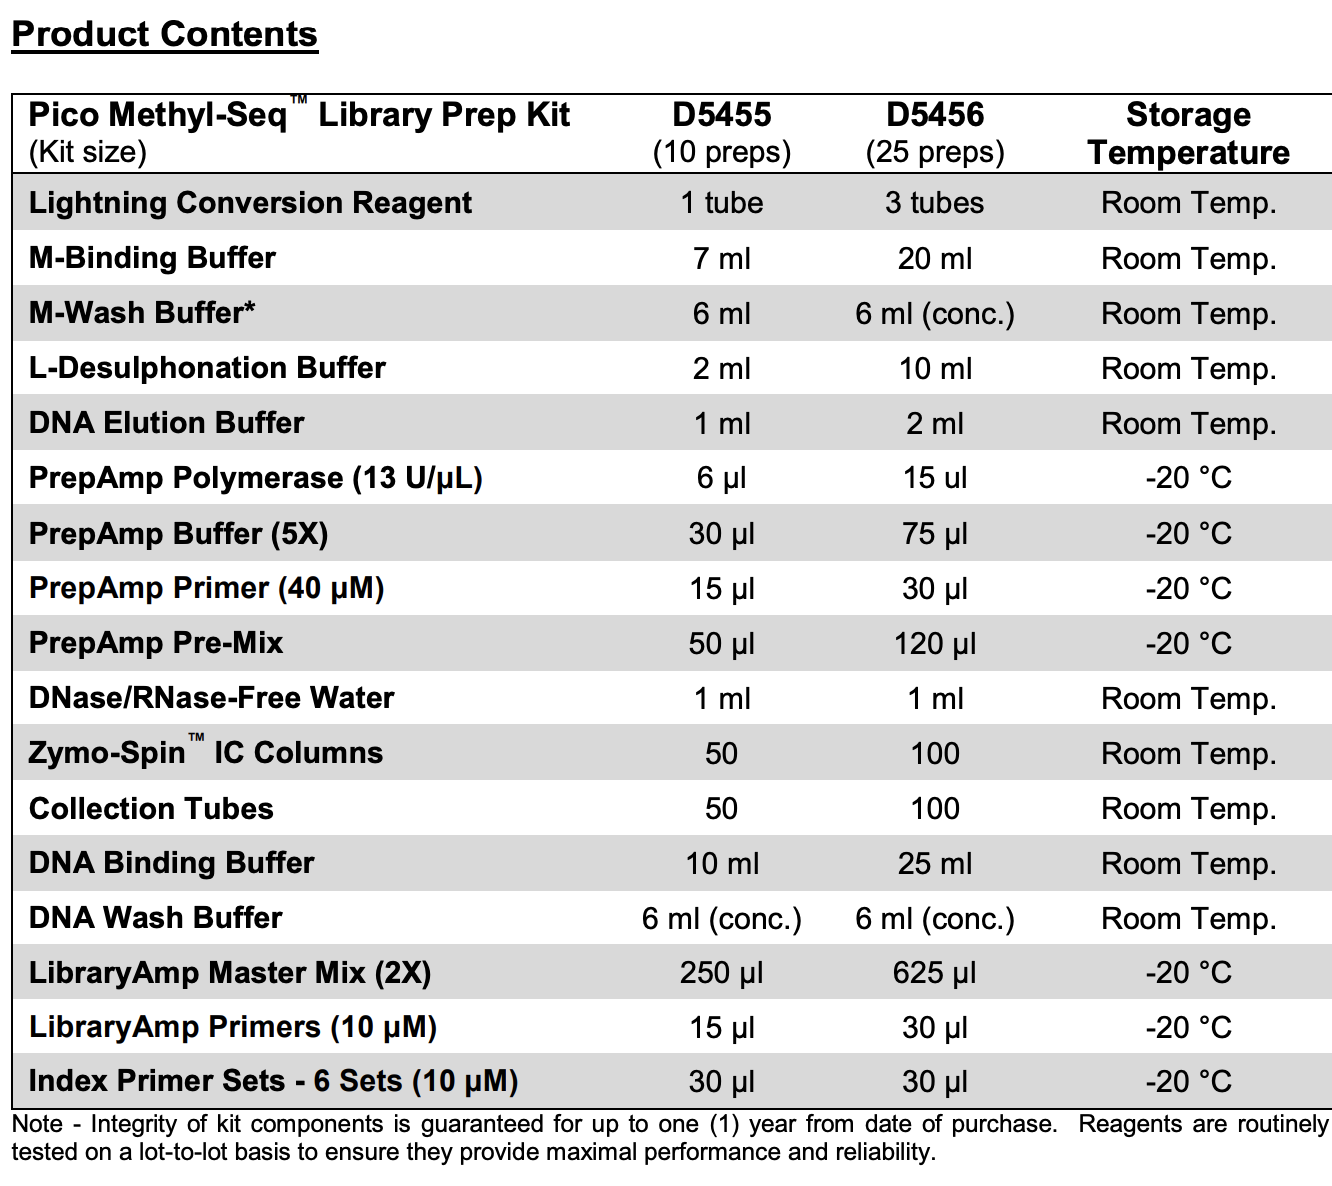 Product Contents
Pico Methyl-Seq™ Library Prep Kit D5455 D5456 Storage
(Kit size) (10 preps) (25 preps) Temperature
Lightning Conversion Reagent 1 tube 3 tubes Room Temp.
M-Binding Buffer 7 ml 20 ml Room Temp.
M-Wash Buffer* 6 ml 6 ml (conc.) Room Temp.
L-Desulphonation Buffer 2 ml 10 ml Room Temp.
DNA Elution Buffer 1 ml 2 ml Room Temp.
PrepAmp Polymerase (13 U/µL) 6 µl 15 ul -20 °C
PrepAmp Buffer (5X) 30 µl 75 µl -20 °C
PrepAmp Primer (40 µM) 15 µl 30 µl -20 °C
PrepAmp Pre-Mix 50 µl 120 µl -20 °C
DNase/RNase-Free Water 1 ml 1 ml Room Temp.
Zymo-Spin™ IC Columns 50 100 Room Temp.
Collection Tubes 50 100 Room Temp.
DNA Binding Buffer 10 ml 25 ml Room Temp.
DNA Wash Buffer 6 ml (conc.) 6 ml (conc.) Room Temp.
LibraryAmp Master Mix (2X) 250 µl 625 µl -20 °C
LibraryAmp Primers (10 µM) 15 µl 30 µl -20 °C
Index Primer Sets - 6 Sets (10 µM) 30 µl 30 µl -20 °C
Note - Integrity of kit components is guaranteed for up to one (1) year from date of purchase. Reagents are routinely
tested on a lot-to-lot basis to ensure they provide maximal performance and reliability.